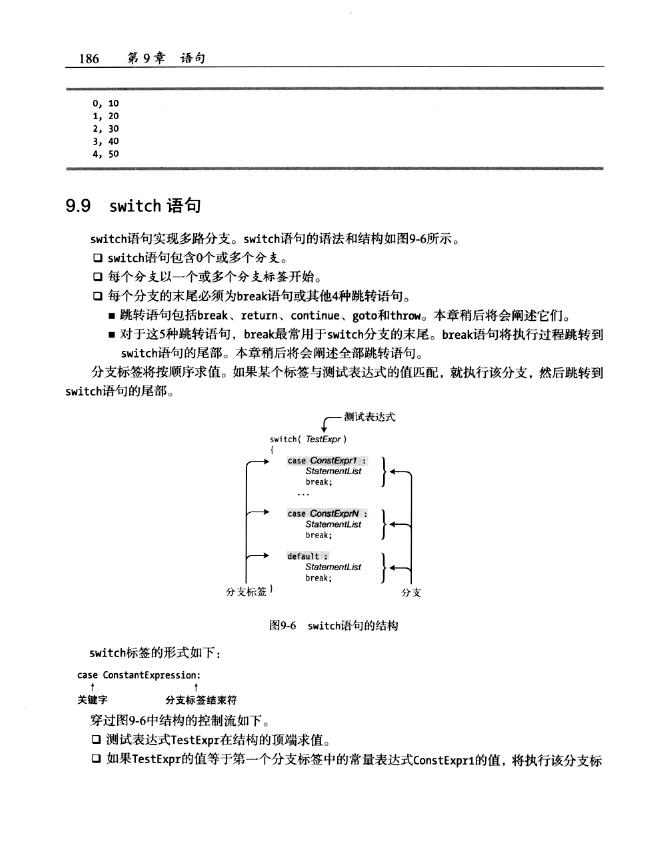 186 第9章 语句
0, 10
1, 20
2, 30
3, 40
4, 50
9.9 switch 语句
switch语句实现多路分支。switch语句的语法和结构如图9-6所示。
❑ switch语句包含0个或多个分支。
❑ 每个分支以一个或多个分支标签开始。
❑ 每个分支的末尾必须为break语句或其他4种跳转语句。
■ 跳转语句包括break、return、continue、goto和throw。本章稍后将会阐述它们。
■ 对于这5种跳转语句，break最常用于switch分支的末尾。break语句将执行过程跳转到
switch语句的尾部。本章稍后将会阐述全部跳转语句。
分支标签将按顺序求值。如果某个标签与测试表达式的值匹配，就执行该分支，然后跳转到
switch语句的尾部。
测试表达式
switch( TestExpr )
{
case ConstExpr1 :
StatementList
break;
...
case ConstExprN :
StatementList
break;
default :
StatementList
break;
}
分支标签
分支
图9-6 switch语句的结构
switch标签的形式如下：
case ConstantExpression:
↑ ↑
关键字 分支标签结束符
穿过图9-6中结构的控制流如下。
❑ 测试表达式TestExpr在结构的顶端求值。
❑ 如果TestExpr的值等于第一个分支标签中的常量表达式ConstExpr1的值，将执行该分支标